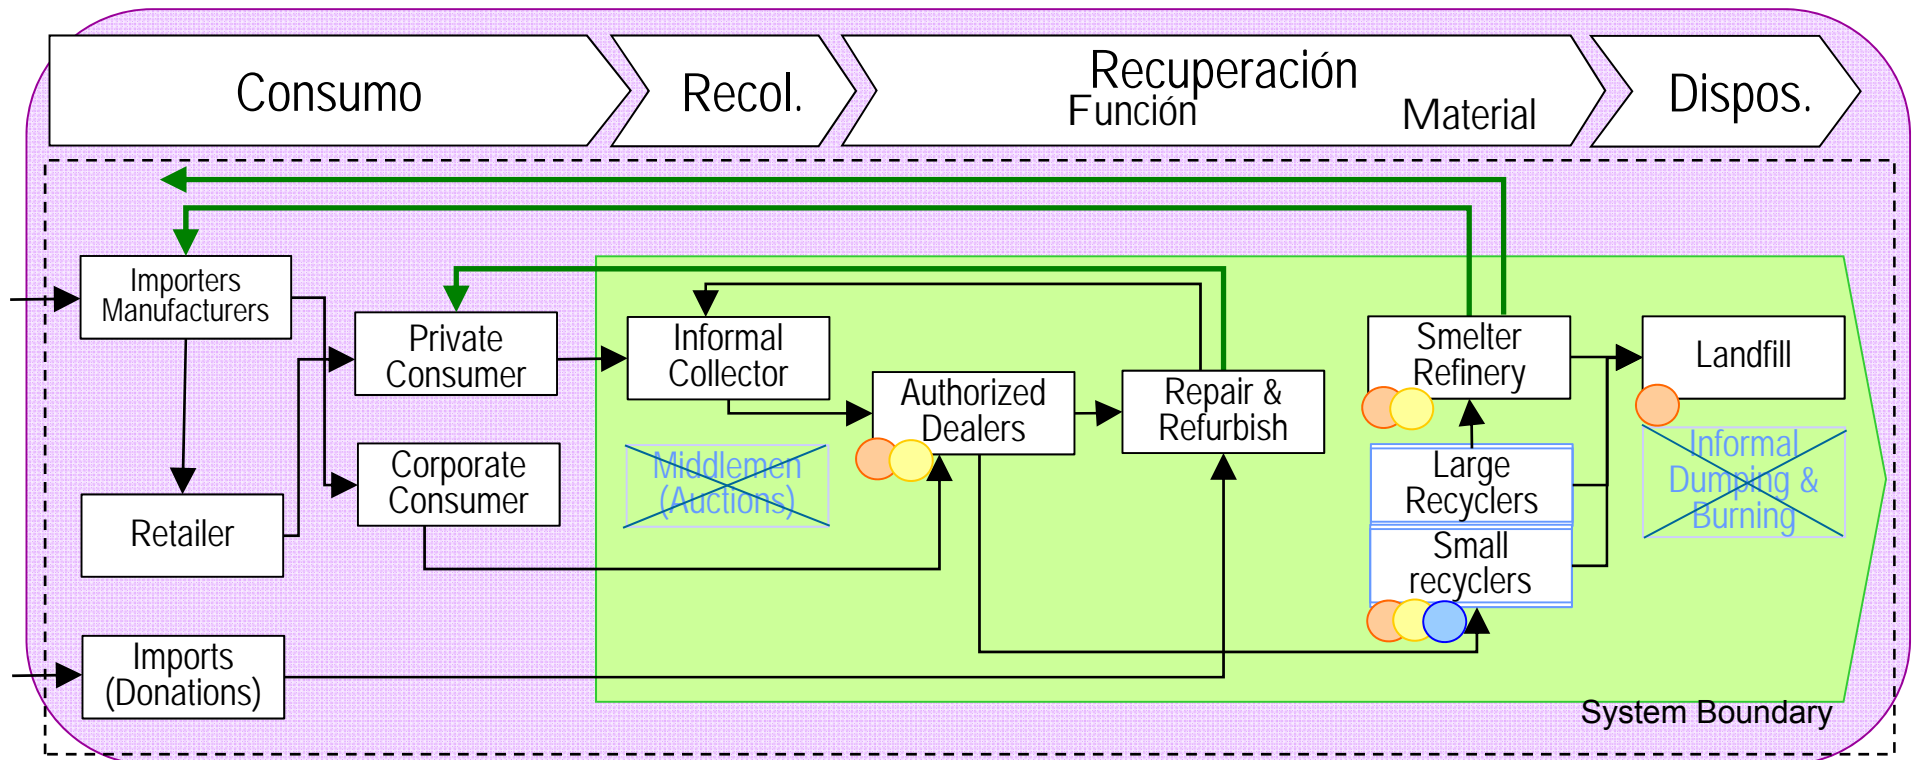 Consumo
Recol.
Recuperación
Función
Material
Dispos.
Importers
Manufacturers
Private
Consumer
Informal
Collector
Authorized
Dealers
Repair &
Refurbish
Smelter
Refinery
Landfill
Retailer
Corporate
Consumer
Middlemen
(Auctions)
Large
Recyclers
Small
recyclers
Informal
Dumping &
Burning
Imports
(Donations)
System Boundary